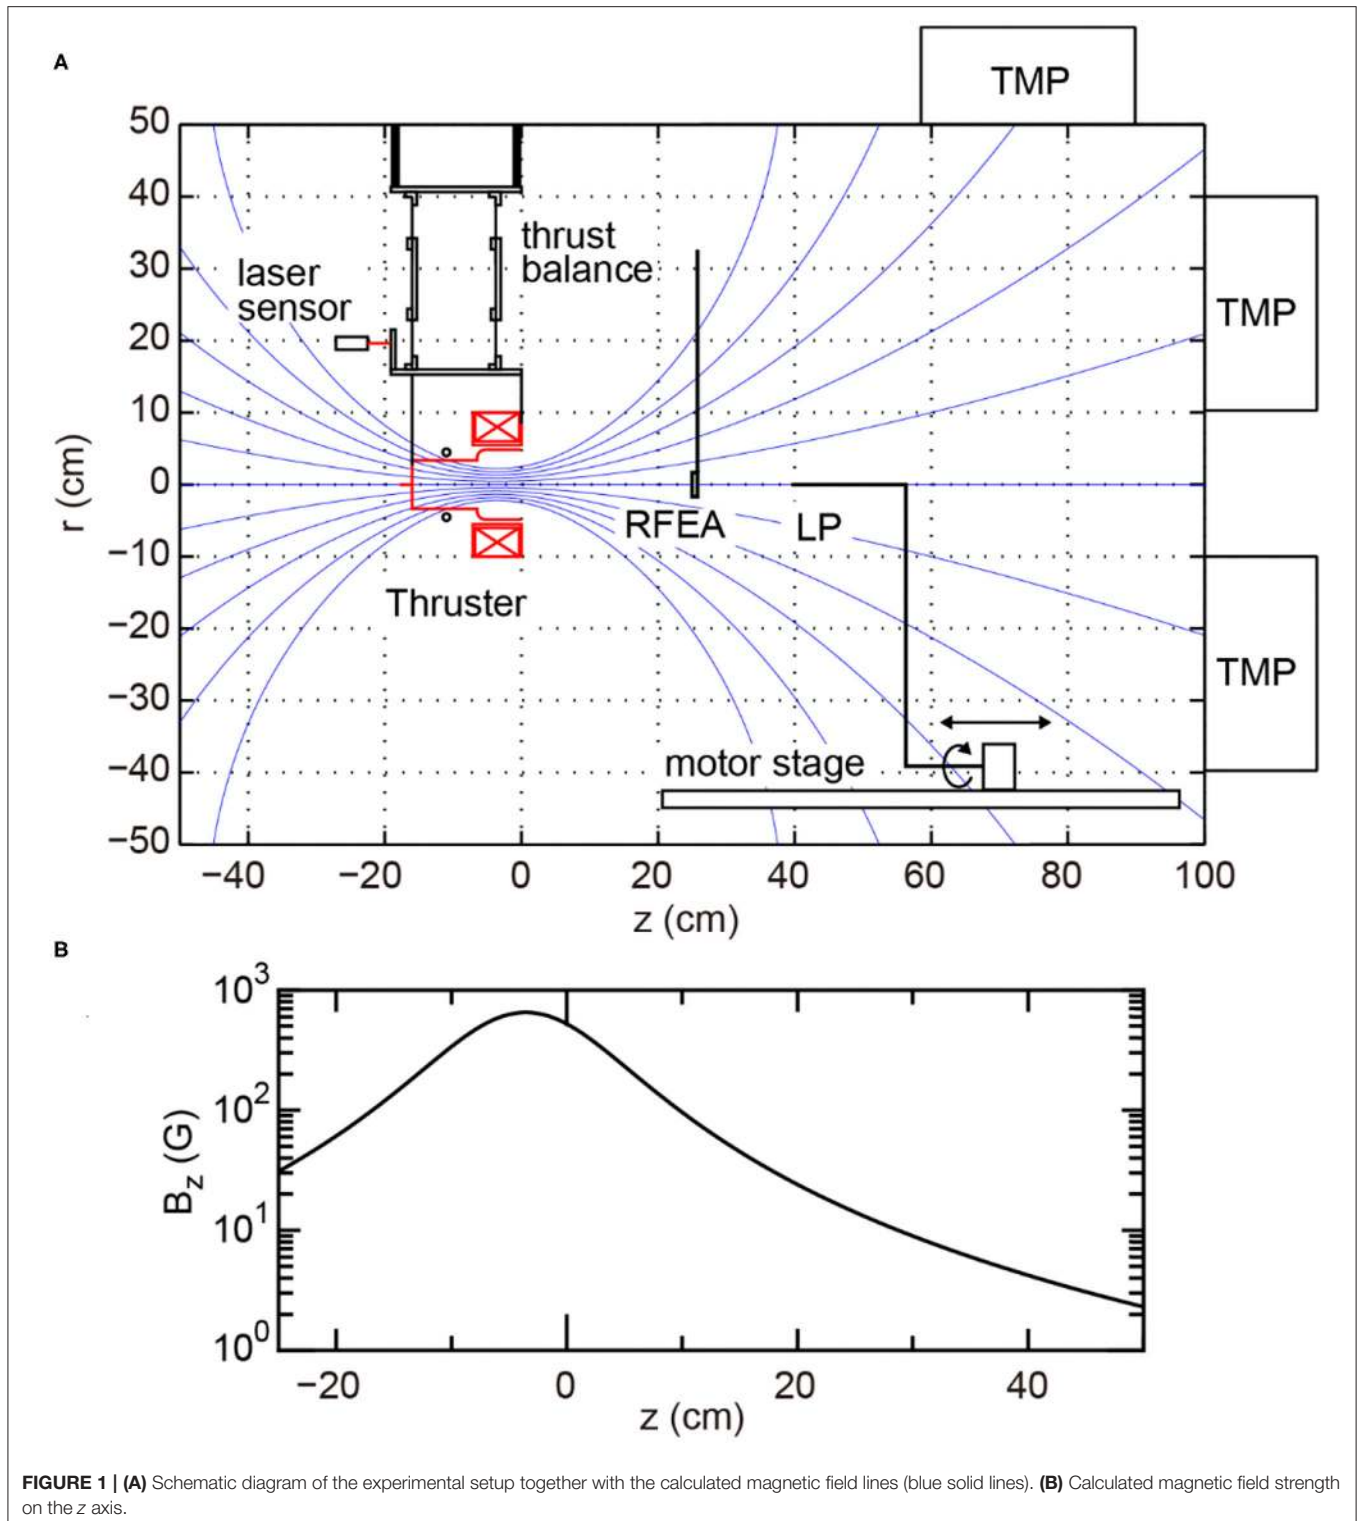 A
TMP
50
40
thrust
balance
30
laser
sensor
20
TMP
10
r (cm)
0
RFEA
LP
−10
Thruster
−20
TMP
−30
motor stage
−40
−50
−40 −20 0 20 40 60 80 100
z (cm)
B
10³
10²
B_z (G)
10¹
10⁰
−20 0 20 40
z (cm)
FIGURE 1 | (A) Schematic diagram of the experimental setup together with the calculated magnetic field lines (blue solid lines). (B) Calculated magnetic field strength
on the z axis.